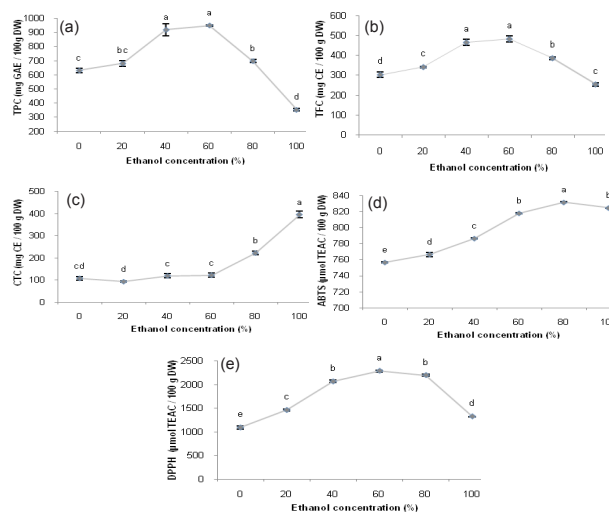 (a)
TPC (mg GAE / 100g DW)
1000
900
800
700
600
500
400
300
200
c
bc
a
a
b
d
0 20 40 60 80 100
Ethanol concentration (%)
(b)
TFC (mg CE / 100 g DW)
600
500
400
300
200
100
0
d
c
a
a
b
c
0 20 40 60 80 100
Ethanol concentration (%)
(c)
CTC (mg CE / 100 g DW)
500
400
300
200
100
0
cd
d
c
c
b
a
0 20 40 60 80 100
Ethanol concentration (%)
(d)
ABTS (µmol TEAC / 100 g DW)
840
820
800
780
760
740
720
700
e
d
c
b
a
b
0 20 40 60 80 100
Ethanol concentration (%)
(e)
DPPH (µmol TEAC / 100 g DW)
2500
2000
1500
1000
500
0
e
c
b
a
b
d
0 20 40 60 80 100
Ethanol concentration (%)